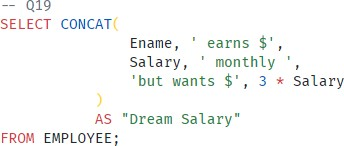 -- Q19
SELECT CONCAT(
Ename, ' earns $',
Salary, ' monthly ',
'but wants $', 3 * Salary
)
AS "Dream Salary"
FROM EMPLOYEE;